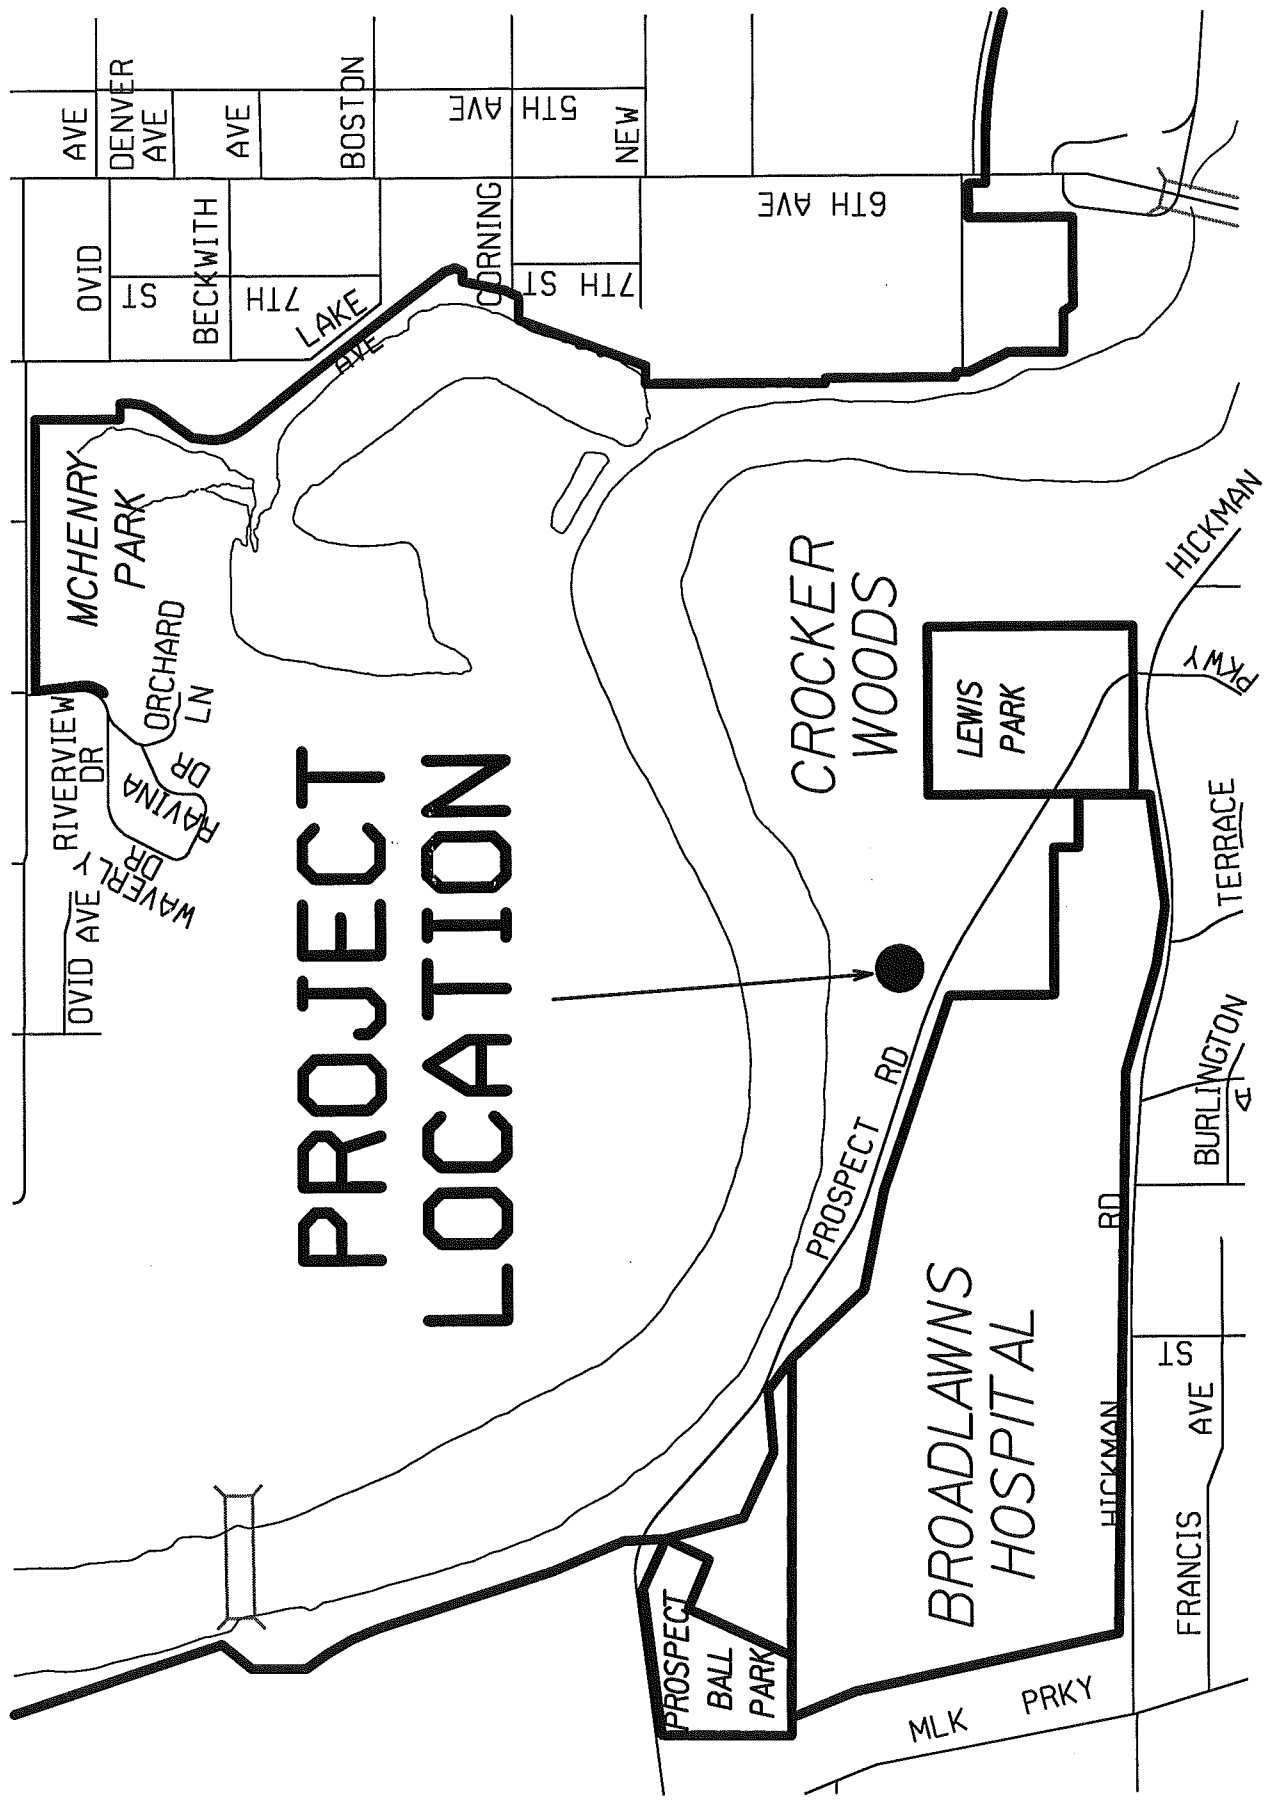 AVE
DENVER
AVE
AVE
BOSTON
AVE
5TH
NEW
OVID
ST
BECKWITH
7TH
LAKE
AVE
CORNING
ST
7TH
6TH AVE
MCHENRY
PARK
ORCHARD
LN
RIVERVIEW
DR
RAVINA
DR
WAVERLY
DR
OVID AVE
PROJECT
LOCATION
CROCKER
WOODS
LEWIS
PARK
HICKMAN
PKWY
TERRACE
BURLINGTON
PROSPECT RD
BROADLAWNS
HOSPITAL
HICKMAN RD
ST
FRANCIS AVE
PROSPECT
BALL
PARK
MLK PRKY